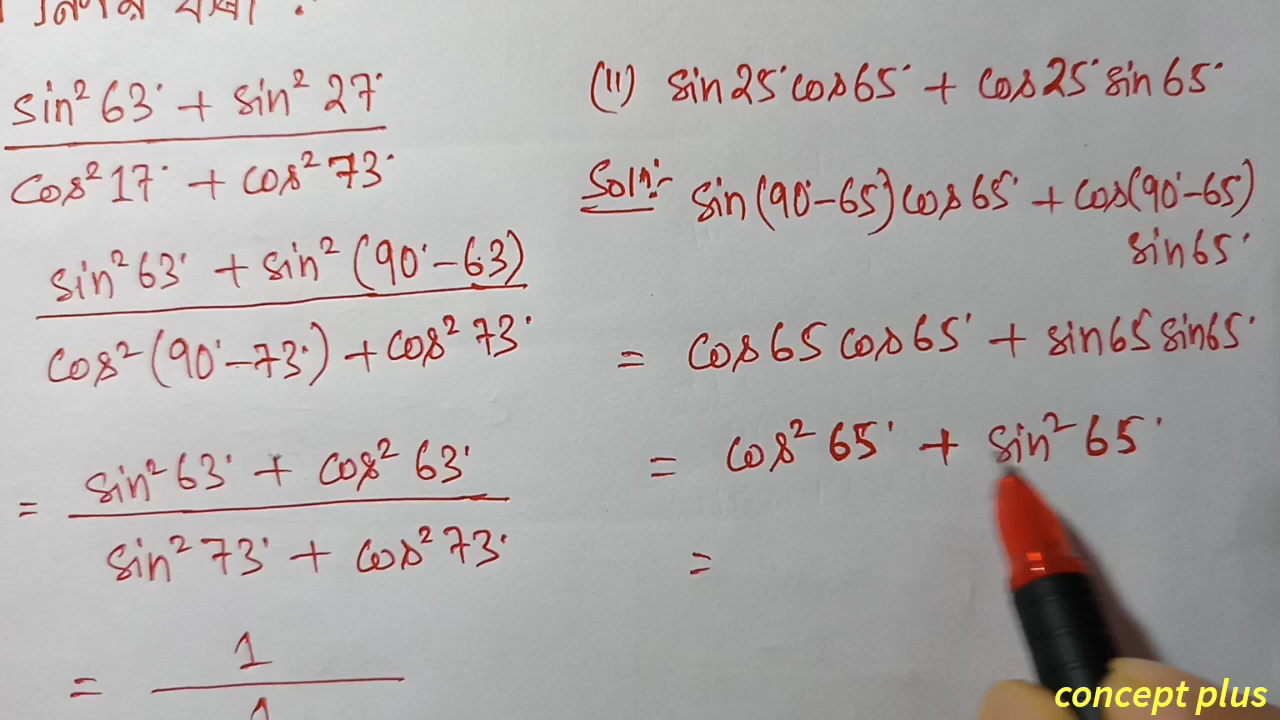 নির্ণয় করো :
sin² 63° + sin² 27°
cos² 17° + cos² 73°
sin² 63° + sin² (90° - 63)
cos² (90° - 73°) + cos² 73°
= sin² 63° + cos² 63°
sin² 73° + cos² 73°
= 1
(11) sin 25° cos 65° + cos 25° sin 65°
Soln:- sin (90° - 65) cos 65° + cos (90° - 65)
sin 65°
= cos 65 cos 65° + sin 65 sin 65°
= cos² 65° + sin² 65°
=
concept plus